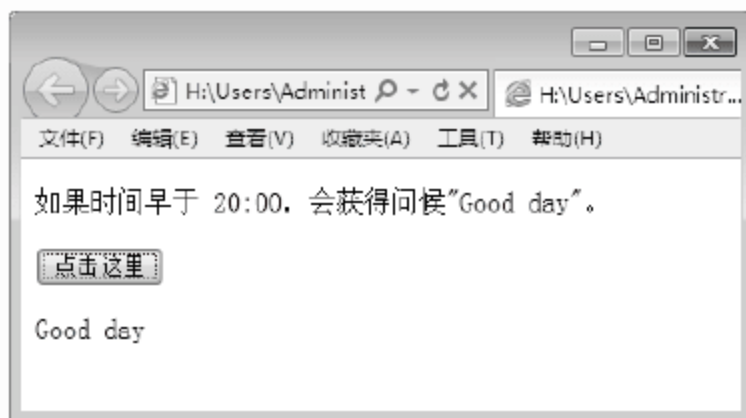 H:\Users\Administ
H:\Users\Administr...
文件(F) 编辑(E) 查看(V) 收藏夹(A) 工具(T) 帮助(H)
如果时间早于 20:00，会获得问候"Good day"。
点击这里
Good day